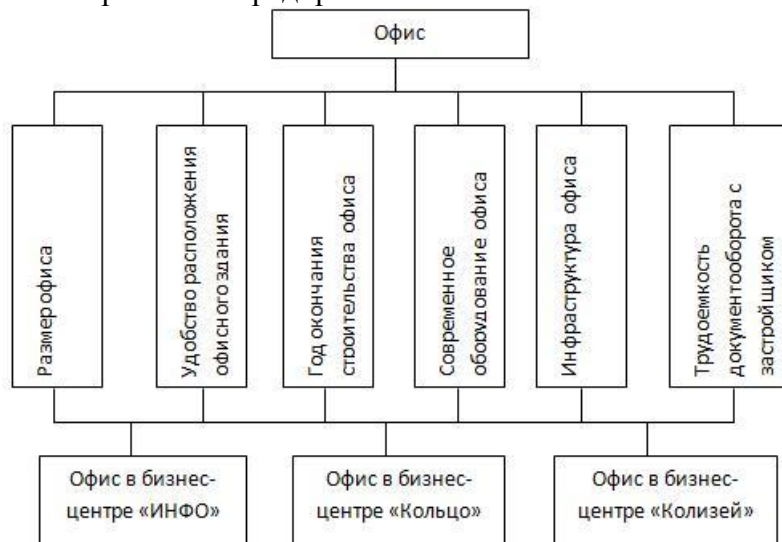 Офис
Размер офиса
Удобство расположения
офисного здания
Год окончания
строительства офиса
Современное
оборудование офиса
Инфраструктура офиса
Трудоемкость
документооборота с
застройщиком
Офис в бизнес-
центре «ИНФО»
Офис в бизнес-
центре «Кольцо»
Офис в бизнес-
центре «Колизей»